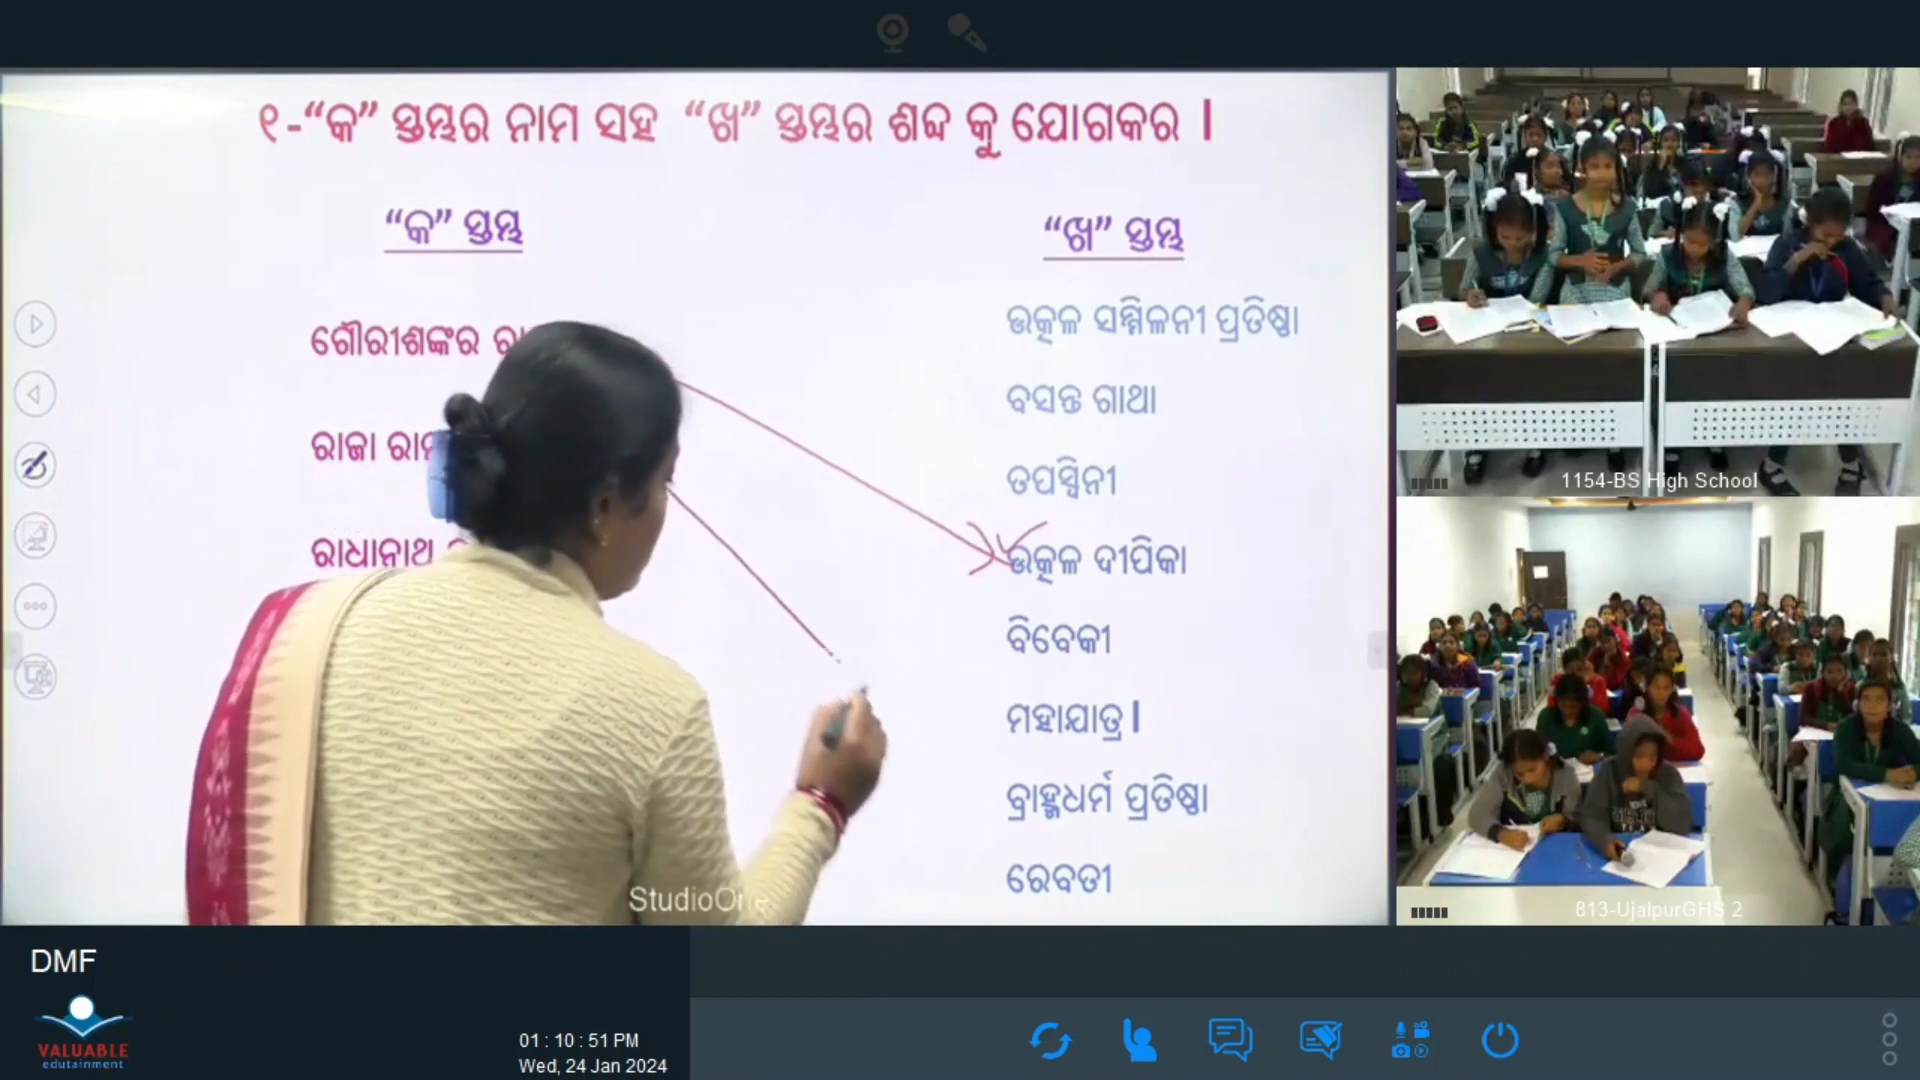 ୧-“କ” ସ୍ତମ୍ଭର ନାମ ସହ “ଖ” ସ୍ତମ୍ଭର ଶବ୍ଦ କୁ ଯୋଗକର ।
“କ” ସ୍ତମ୍ଭ
“ଖ” ସ୍ତମ୍ଭ
ଗୌରୀଶଙ୍କର
ରାଜା
ରାଧାନାଥ
ଉତ୍କଳ ସମ୍ମିଳନୀ ପ୍ରତିଷ୍ଠା
ବସନ୍ତ ଗାଥା
ତପସ୍ୱିନୀ
ଉତ୍କଳ ଦୀପିକା
ବିବେକୀ
ମହାଯାତ୍ରା
ବ୍ରାହ୍ମଧର୍ମ ପ୍ରତିଷ୍ଠା
ରେବତୀ
StudioOne
1154-BS High School
813-UjalpurGHS 2
DMF
VALUABLE
edutainment
01 : 10 : 51 PM
Wed, 24 Jan 2024